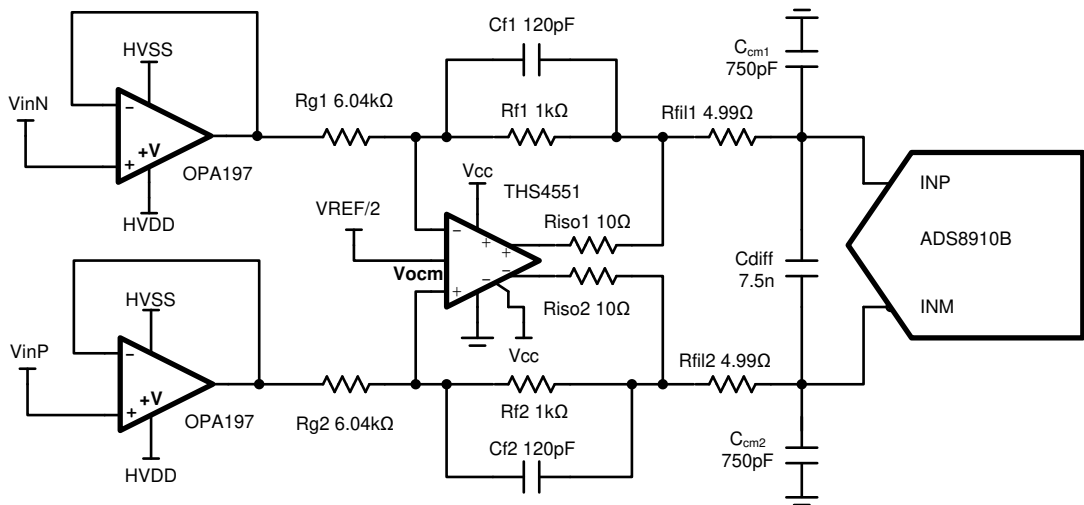 HVSS
VinN
−
+V
+
OPA197
HVDD
Rg1 6.04kΩ
Cf1 120pF
Rf1 1kΩ
Rfil1 4.99Ω
Ccm1
750pF
Vcc
THS4551
VREF/2
Vocm
−
+
+
+
−
−
Riso1 10Ω
Riso2 10Ω
Vcc
INP
ADS8910B
INM
Cdiff
7.5n
HVSS
VinP
−
+V
+
OPA197
HVDD
Rg2 6.04kΩ
Rf2 1kΩ
Cf2 120pF
Rfil2 4.99Ω
Ccm2
750pF